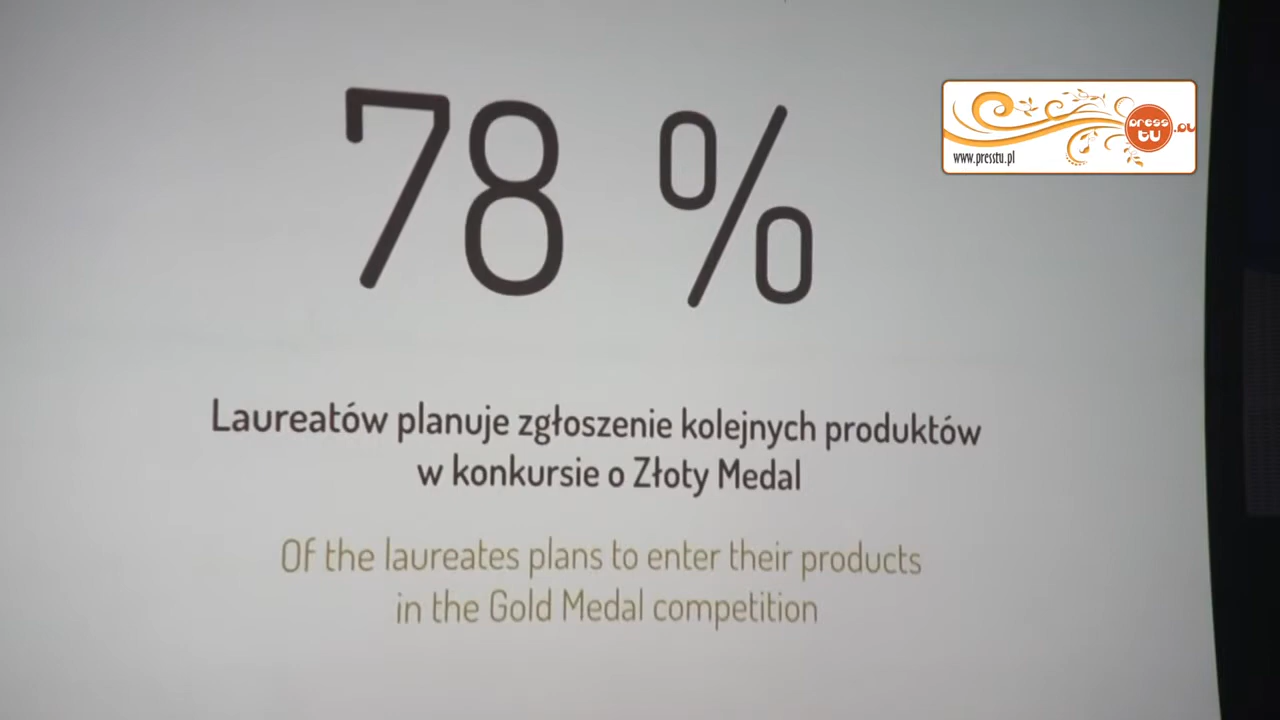 78 %
press
tu
.pl
www.presstu.pl
Laureatów planuje zgłoszenie kolejnych produktów
w konkursie o Złoty Medal
Of the laureates plans to enter their products
in the Gold Medal competition